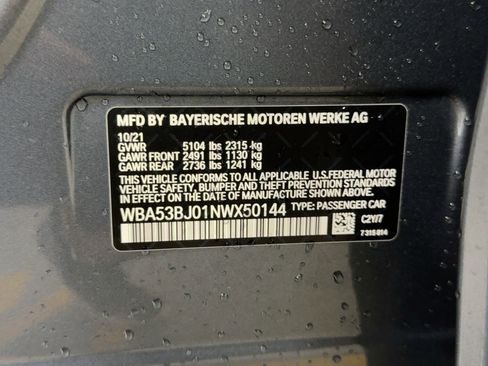 MFD BY BAYERISCHE MOTOREN WERKE AG
10/21
GVWR 5104 lbs 2315 kg
GAWR FRONT 2491 lbs 1130 kg
GAWR REAR 2736 lbs 1241 kg
THIS VEHICLE CONFORMS TO ALL APPLICABLE U.S. FEDERAL MOTOR
VEHICLE SAFETY, BUMPER, AND THEFT PREVENTION STANDARDS IN
EFFECT ON THE DATE OF MANUFACTURE SHOWN ABOVE.
WBA53BJ01NWX50144 TYPE: PASSENGER CAR
C2Y/7
7318814